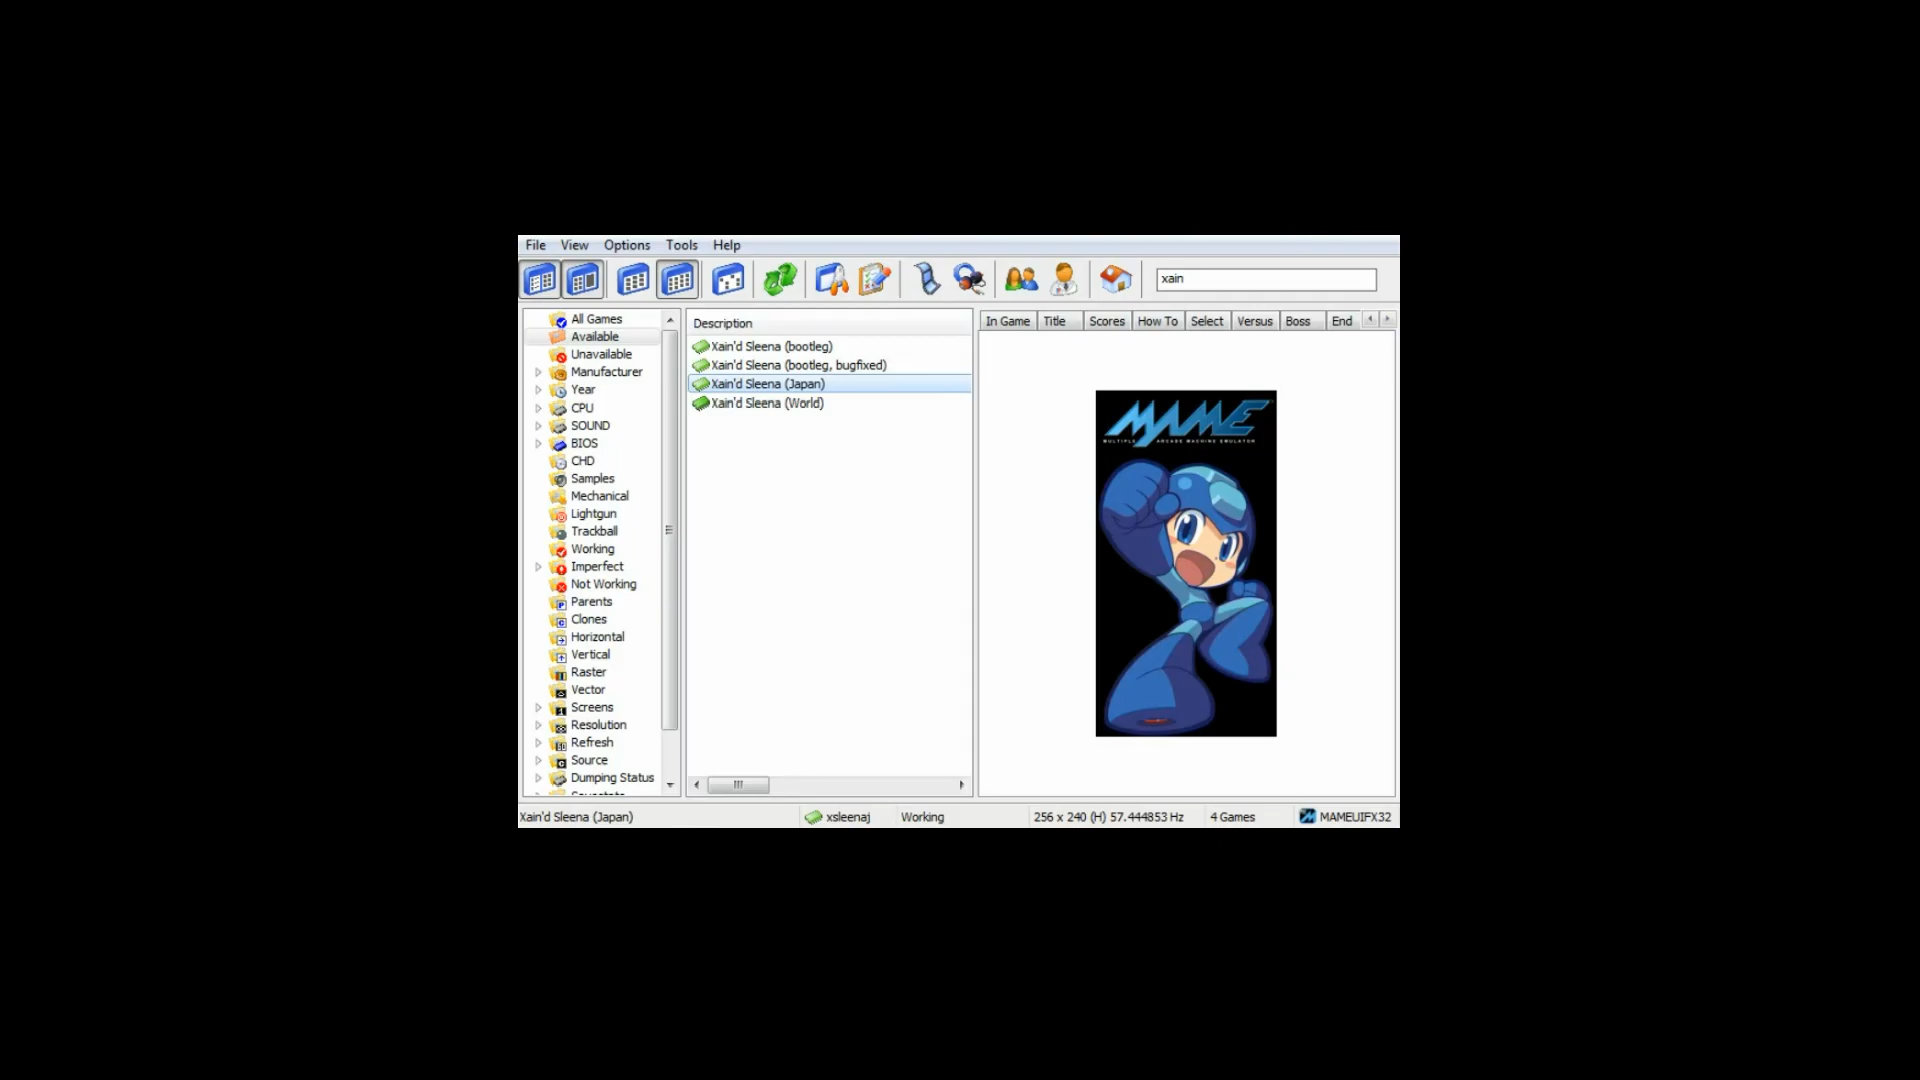 File View Options Tools Help
xain
All Games
Available
Unavailable
Manufacturer
Year
CPU
SOUND
BIOS
CHD
Samples
Mechanical
Lightgun
Trackball
Working
Imperfect
Not Working
Parents
Clones
Horizontal
Vertical
Raster
Vector
Screens
Resolution
Refresh
Source
Dumping Status
Description
Xain'd Sleena (bootleg)
Xain'd Sleena (bootleg, bugfixed)
Xain'd Sleena (Japan)
Xain'd Sleena (World)
In Game Title Scores How To Select Versus Boss End
MAME
MULTIPLE ARCADE MACHINE EMULATOR
Xain'd Sleena (Japan) xsleenaj Working 256 x 240 (H) 57.444853 Hz 4 Games MAMEUIFX32